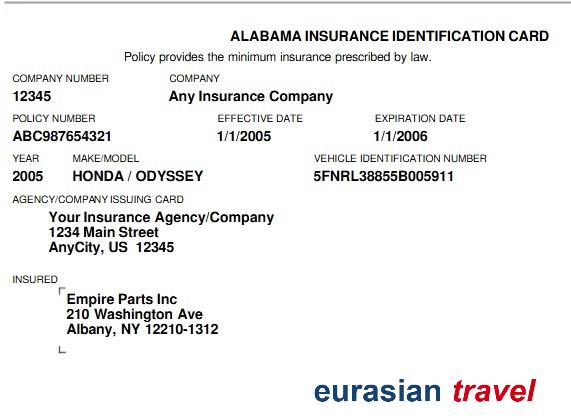 ALABAMA INSURANCE IDENTIFICATION CARD
Policy provides the minimum insurance prescribed by law.
COMPANY NUMBER COMPANY
12345 Any Insurance Company
POLICY NUMBER EFFECTIVE DATE EXPIRATION DATE
ABC987654321 1/1/2005 1/1/2006
YEAR MAKE/MODEL VEHICLE IDENTIFICATION NUMBER
2005 HONDA / ODYSSEY 5FNRL38855B005911
AGENCY/COMPANY ISSUING CARD
Your Insurance Agency/Company
1234 Main Street
AnyCity, US 12345
INSURED
Empire Parts Inc
210 Washington Ave
Albany, NY 12210-1312
eurasian travel